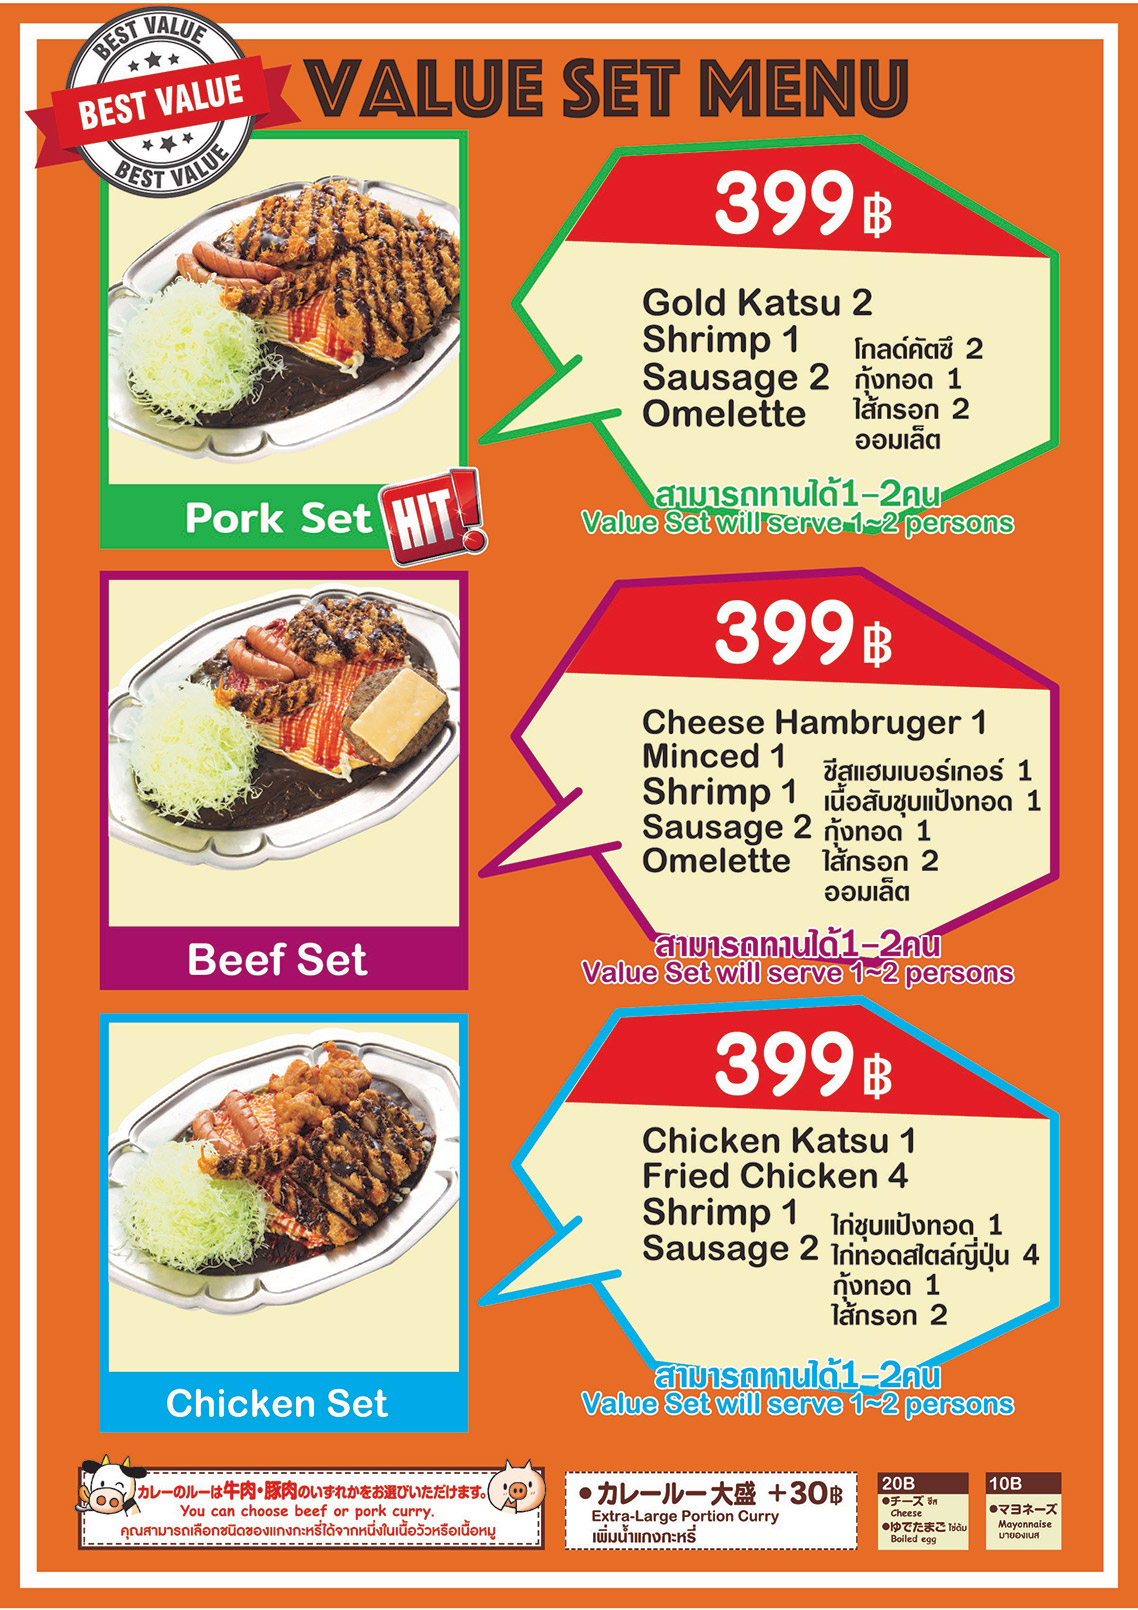 BEST VALUE
BEST VALUE
BEST VALUE
VALUE SET MENU
399฿
Gold Katsu 2
Shrimp 1
Sausage 2
Omelette
โกลด์คัตซึ 2
กุ้งทอด 1
ไส้กรอก 2
ออมเล็ต
Pork Set
HIT!
สามารถทานได้1-2คน
Value Set will serve 1~2 persons
399฿
Cheese Hambruger 1
Minced 1
Shrimp 1
Sausage 2
Omelette
ชีสแฮมเบอร์เกอร์ 1
เนื้อสับชุบแป้งทอด 1
กุ้งทอด 1
ไส้กรอก 2
ออมเล็ต
Beef Set
สามารถทานได้1-2คน
Value Set will serve 1~2 persons
399฿
Chicken Katsu 1
Fried Chicken 4
Shrimp 1
Sausage 2
ไก่ชุบแป้งทอด 1
ไก่ทอดสไตล์ญี่ปุ่น 4
กุ้งทอด 1
ไส้กรอก 2
Chicken Set
สามารถทานได้1-2คน
Value Set will serve 1~2 persons
カレーのルーは牛肉・豚肉のいずれかをお選びいただけます。
You can choose beef or pork curry.
คุณสามารถเลือกชนิดของแกงกะหรี่ได้จากหนึ่งในเนื้อวัวหรือเนื้อหมู
●カレールー大盛 +30฿
Extra-Large Portion Curry
เพิ่มน้ำแกงกะหรี่
20B
●チーズ ชีส
Cheese
●ゆでたまご ไข่ต้ม
Boiled egg
10B
●マヨネーズ
Mayonnaise
มายองเนส